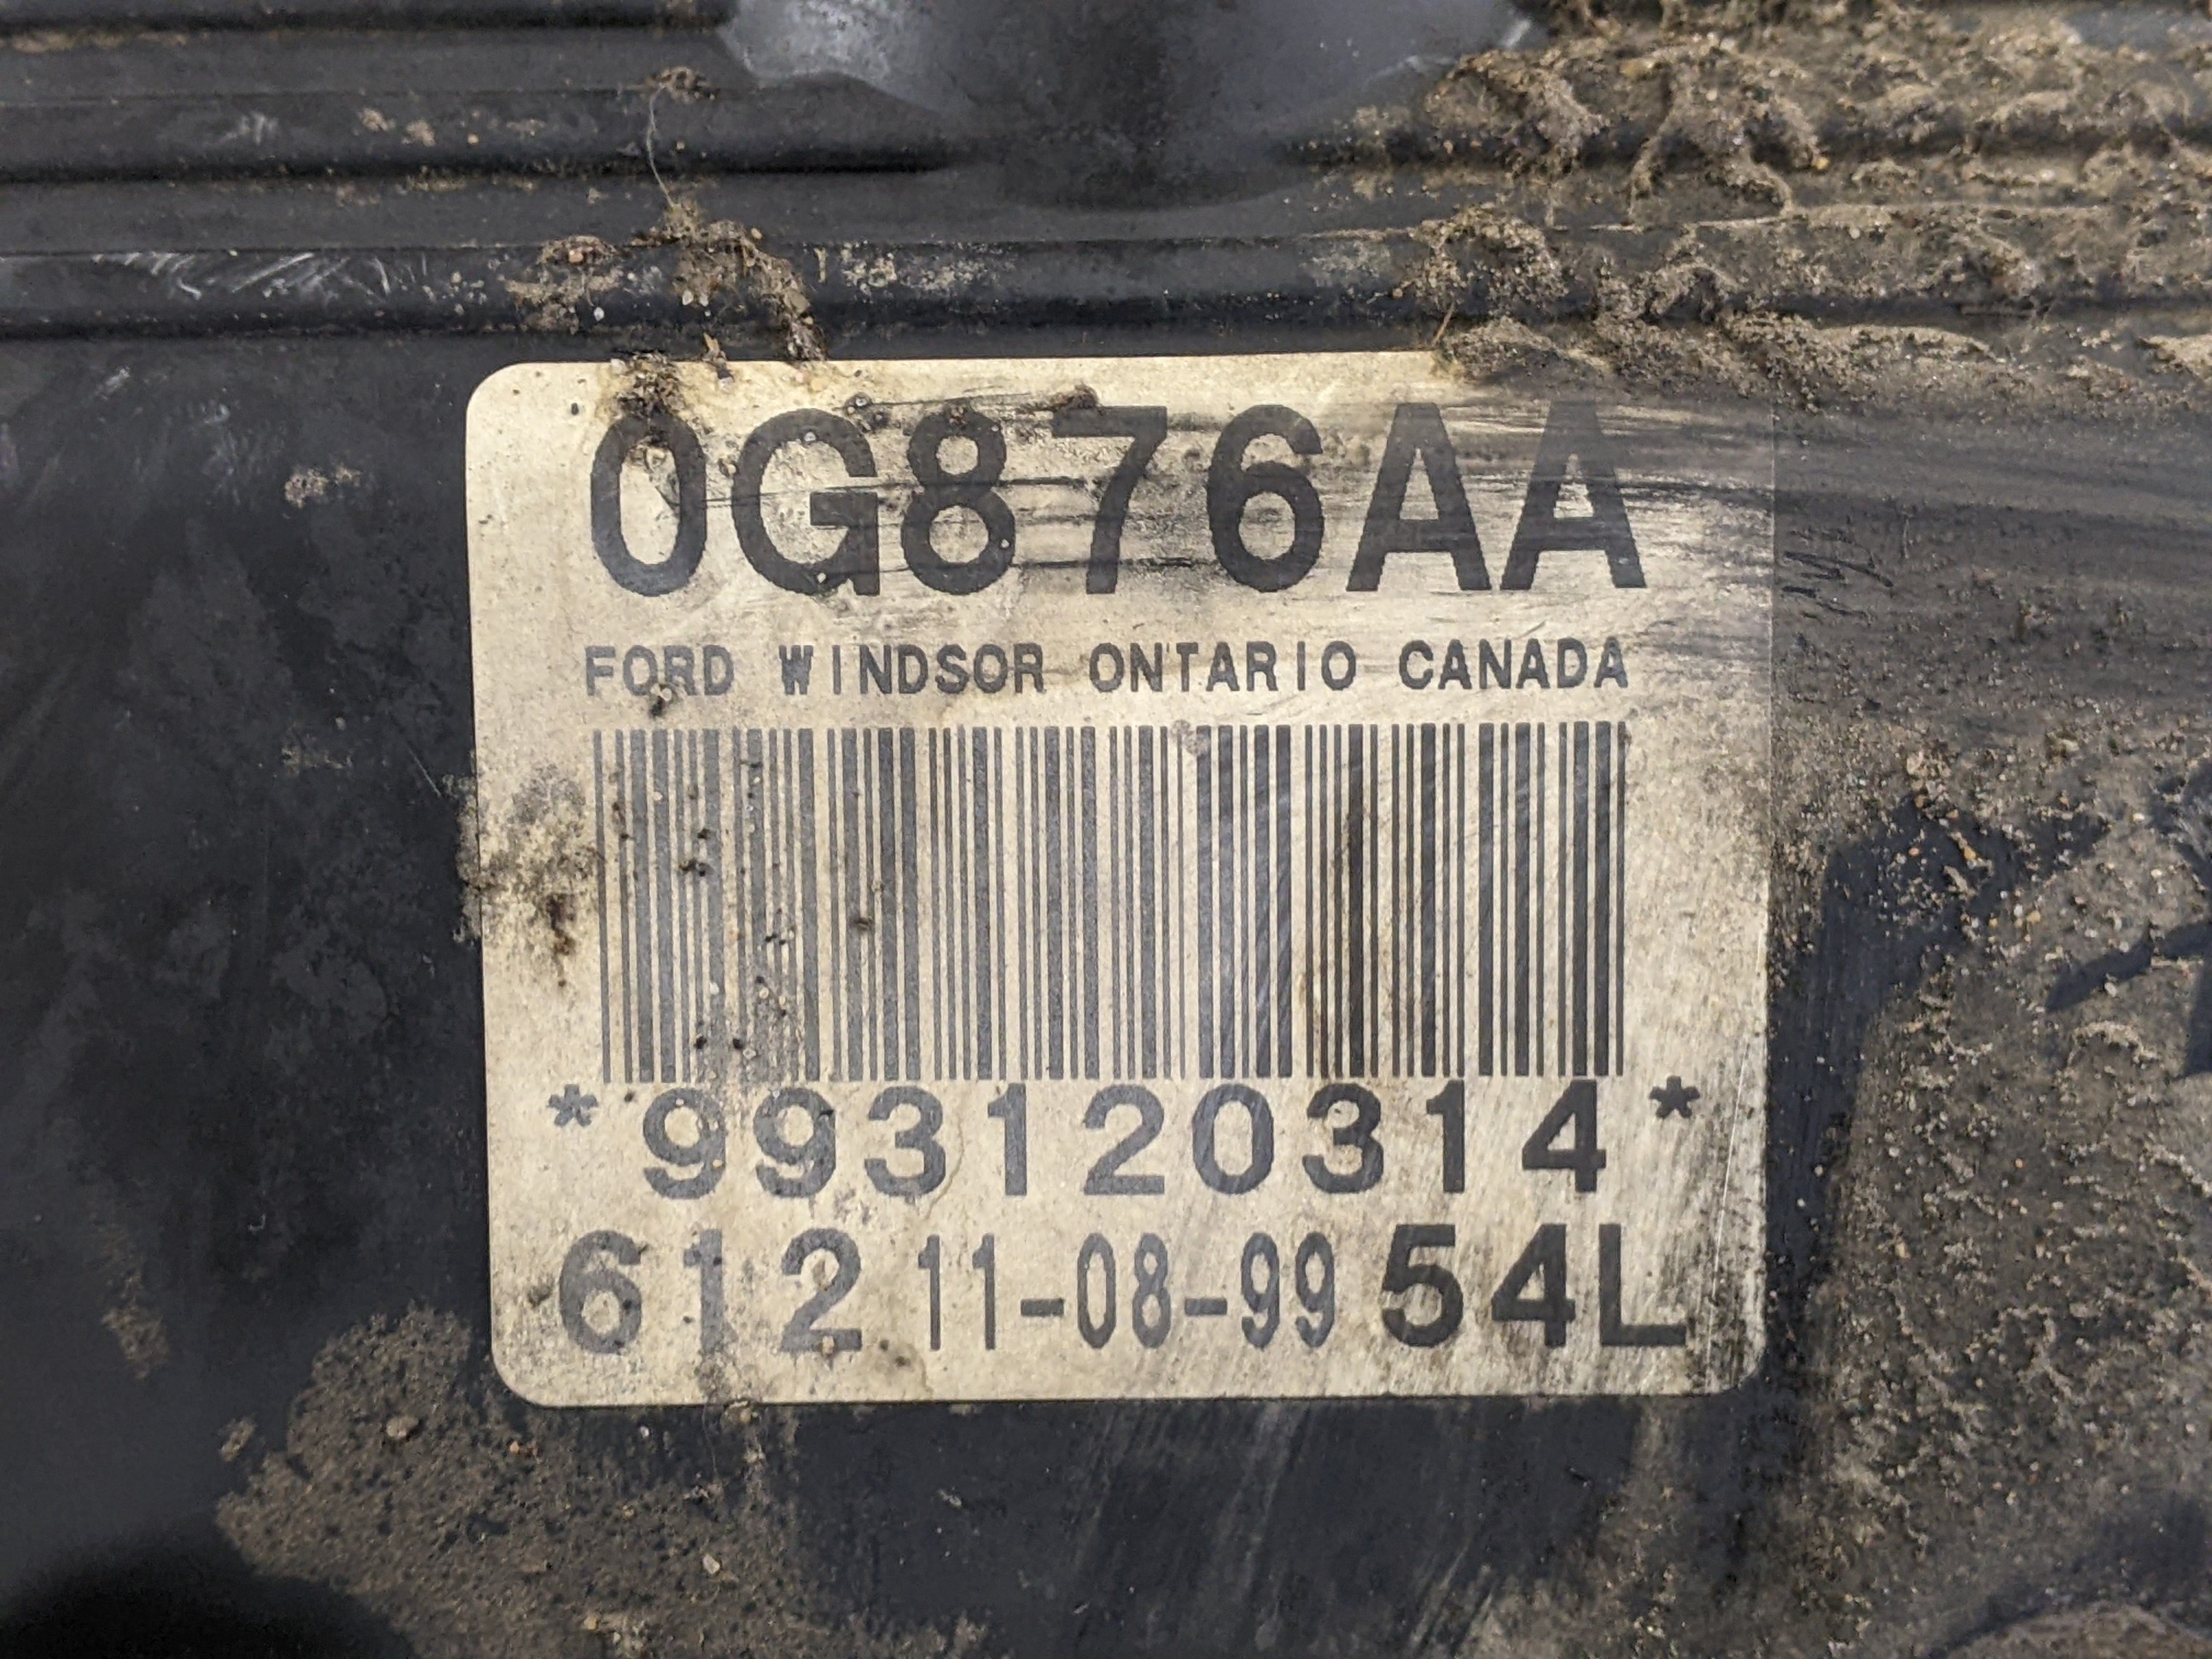 0G876AA
FORD WINDSOR ONTARIO CANADA
*993120314*
612 11-08-99 54L